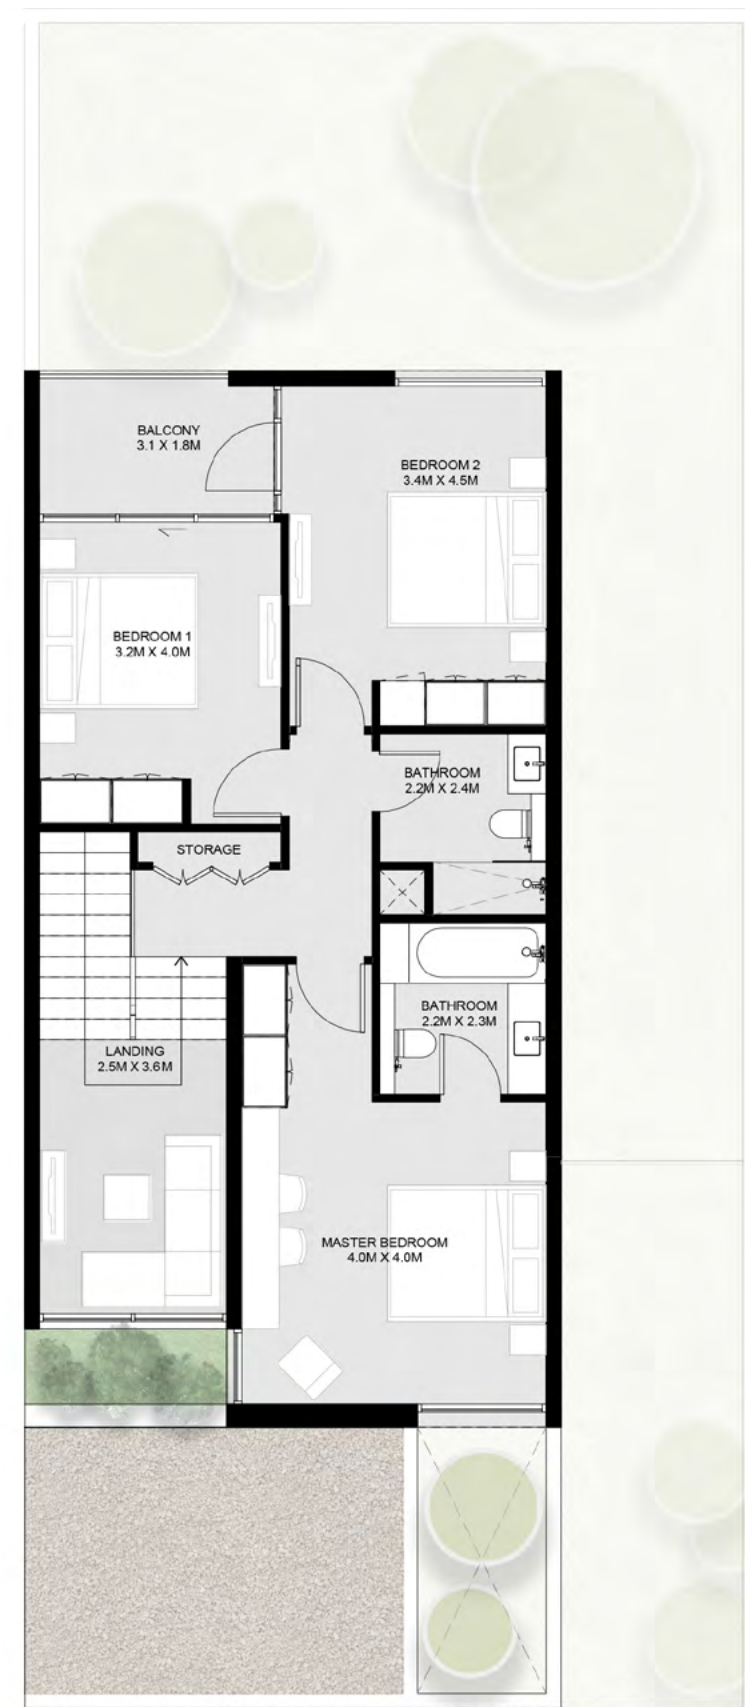 BALCONY
3.1 X 1.8M
BEDROOM 2
3.4M X 4.5M
BEDROOM 1
3.2M X 4.0M
BATHROOM
2.2M X 2.4M
STORAGE
BATHROOM
2.2M X 2.3M
LANDING
2.5M X 3.6M
MASTER BEDROOM
4.0M X 4.0M